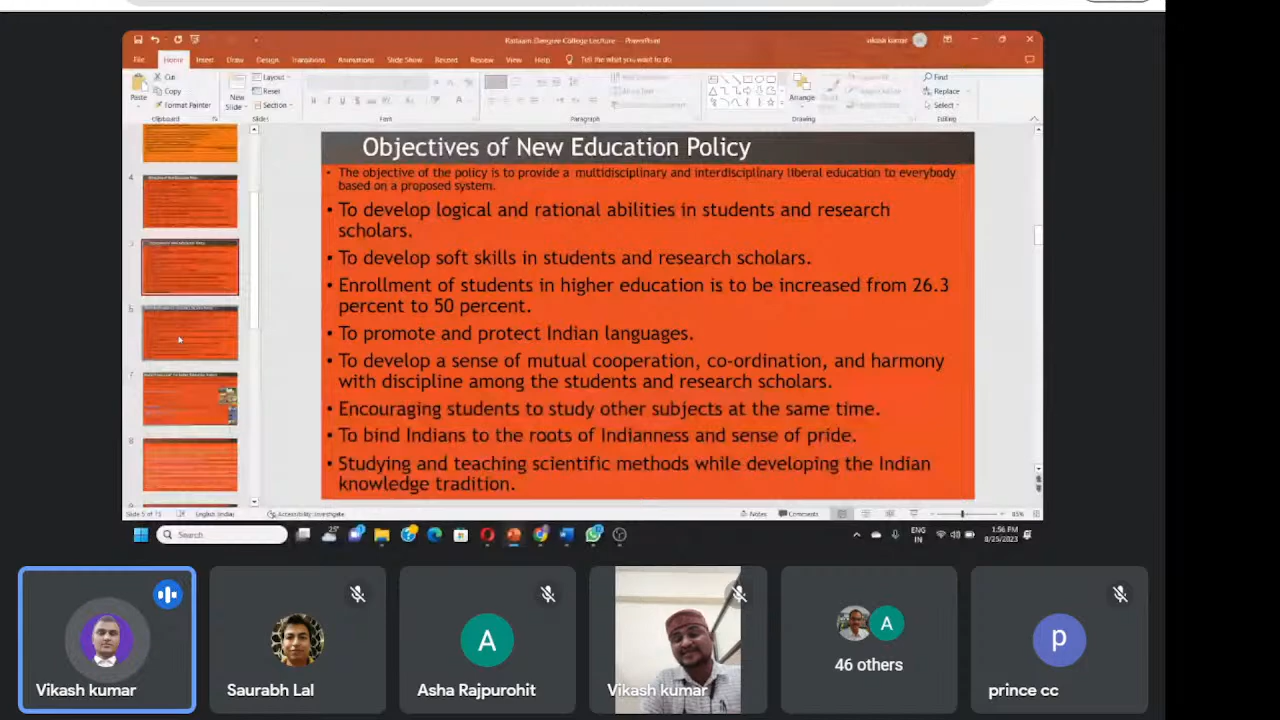 PowerPoint
vikash kumar
File Home Insert Draw Design Transitions Animations Slide Show Record Review View Help Tell me what you want to do
Cut
Copy
Format Painter
Paste
Clipboard
New
Slide
Layout
Reset
Section
Slides
Font
Paragraph
Arrange
Drawing
Find
Replace
Select
Editing
4
8
Objectives of New Education Policy
• The objective of the policy is to provide a multidisciplinary and interdisciplinary liberal education to everybody
based on a proposed system.
• To develop logical and rational abilities in students and research
scholars.
• To develop soft skills in students and research scholars.
• Enrollment of students in higher education is to be increased from 26.3
percent to 50 percent.
• To promote and protect Indian languages.
• To develop a sense of mutual cooperation, co-ordination, and harmony
with discipline among the students and research scholars.
• Encouraging students to study other subjects at the same time.
• To bind Indians to the roots of Indianness and sense of pride.
• Studying and teaching scientific methods while developing the Indian
knowledge tradition.
Slide 5 of 15 English (India) Accessibility: Investigate Notes Comments 85%
Search 25° ENG
IN
1:56 PM
8/25/2023
A
A
p
Vikash kumar
Saurabh Lal
Asha Rajpurohit
Vikash kumar
46 others
prince cc